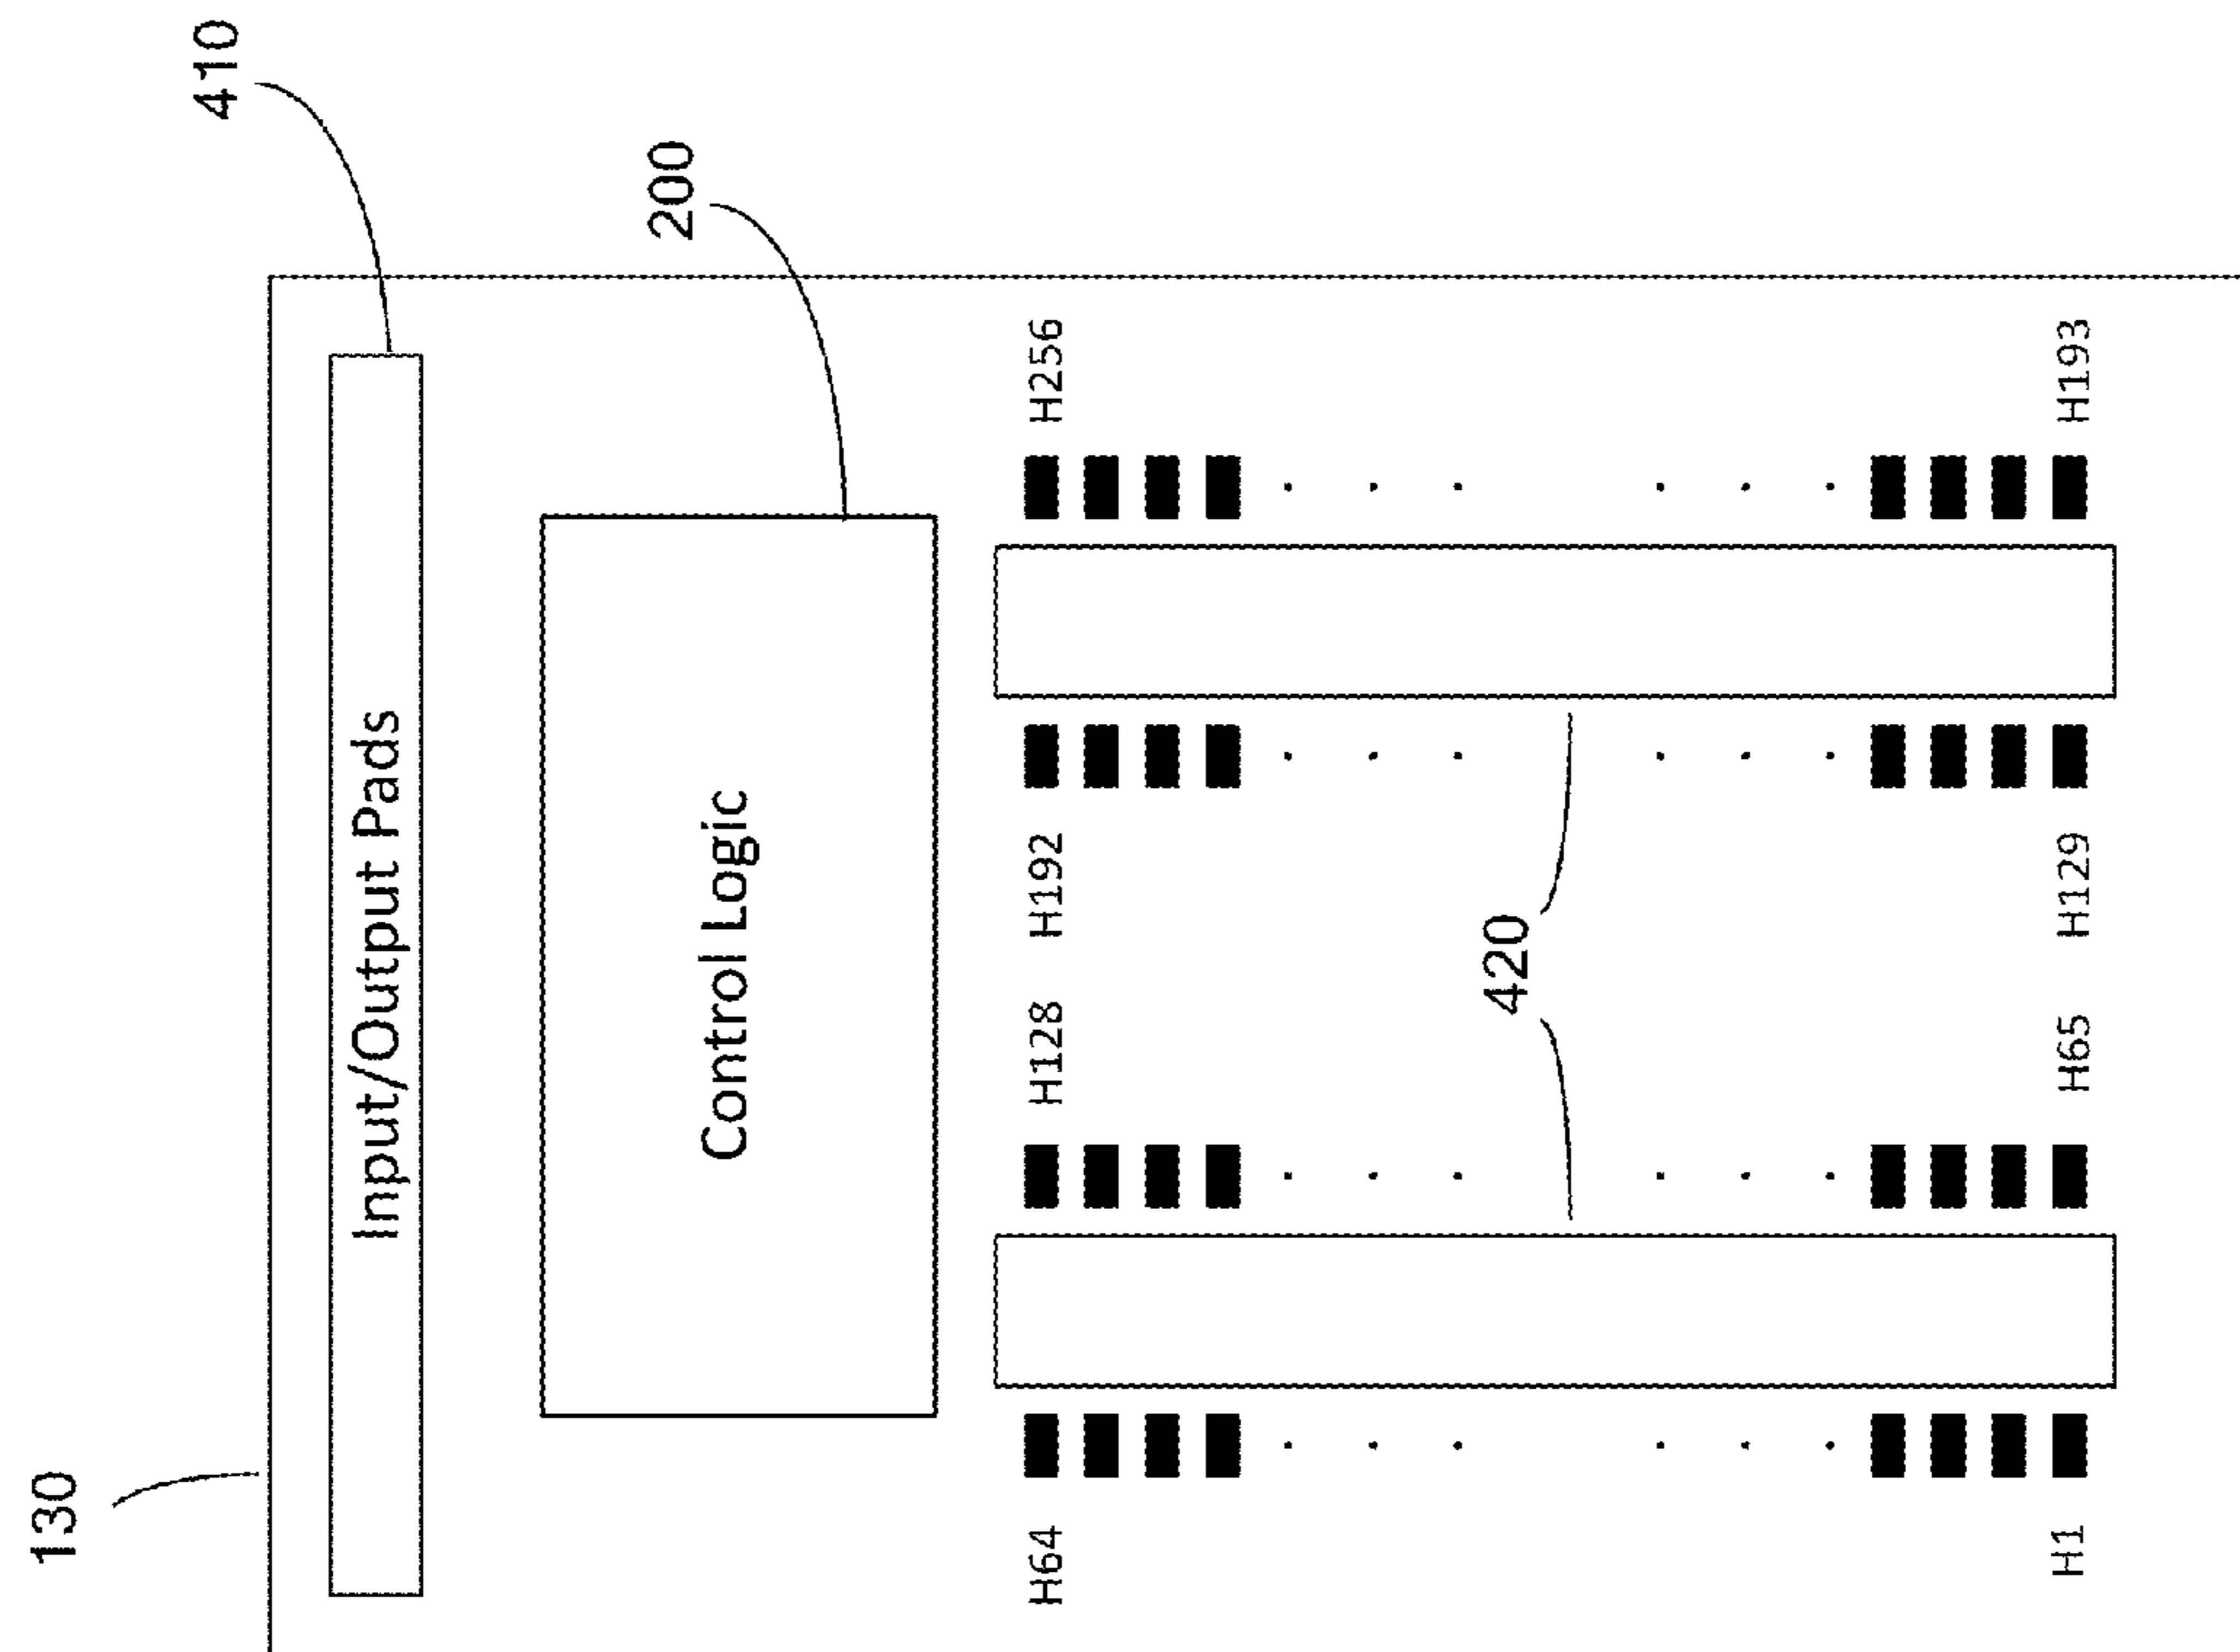 130
410
Input/Output Pads
200
Control Logic
H64
H128
H192
H256
420
H1
H65
H129
H193